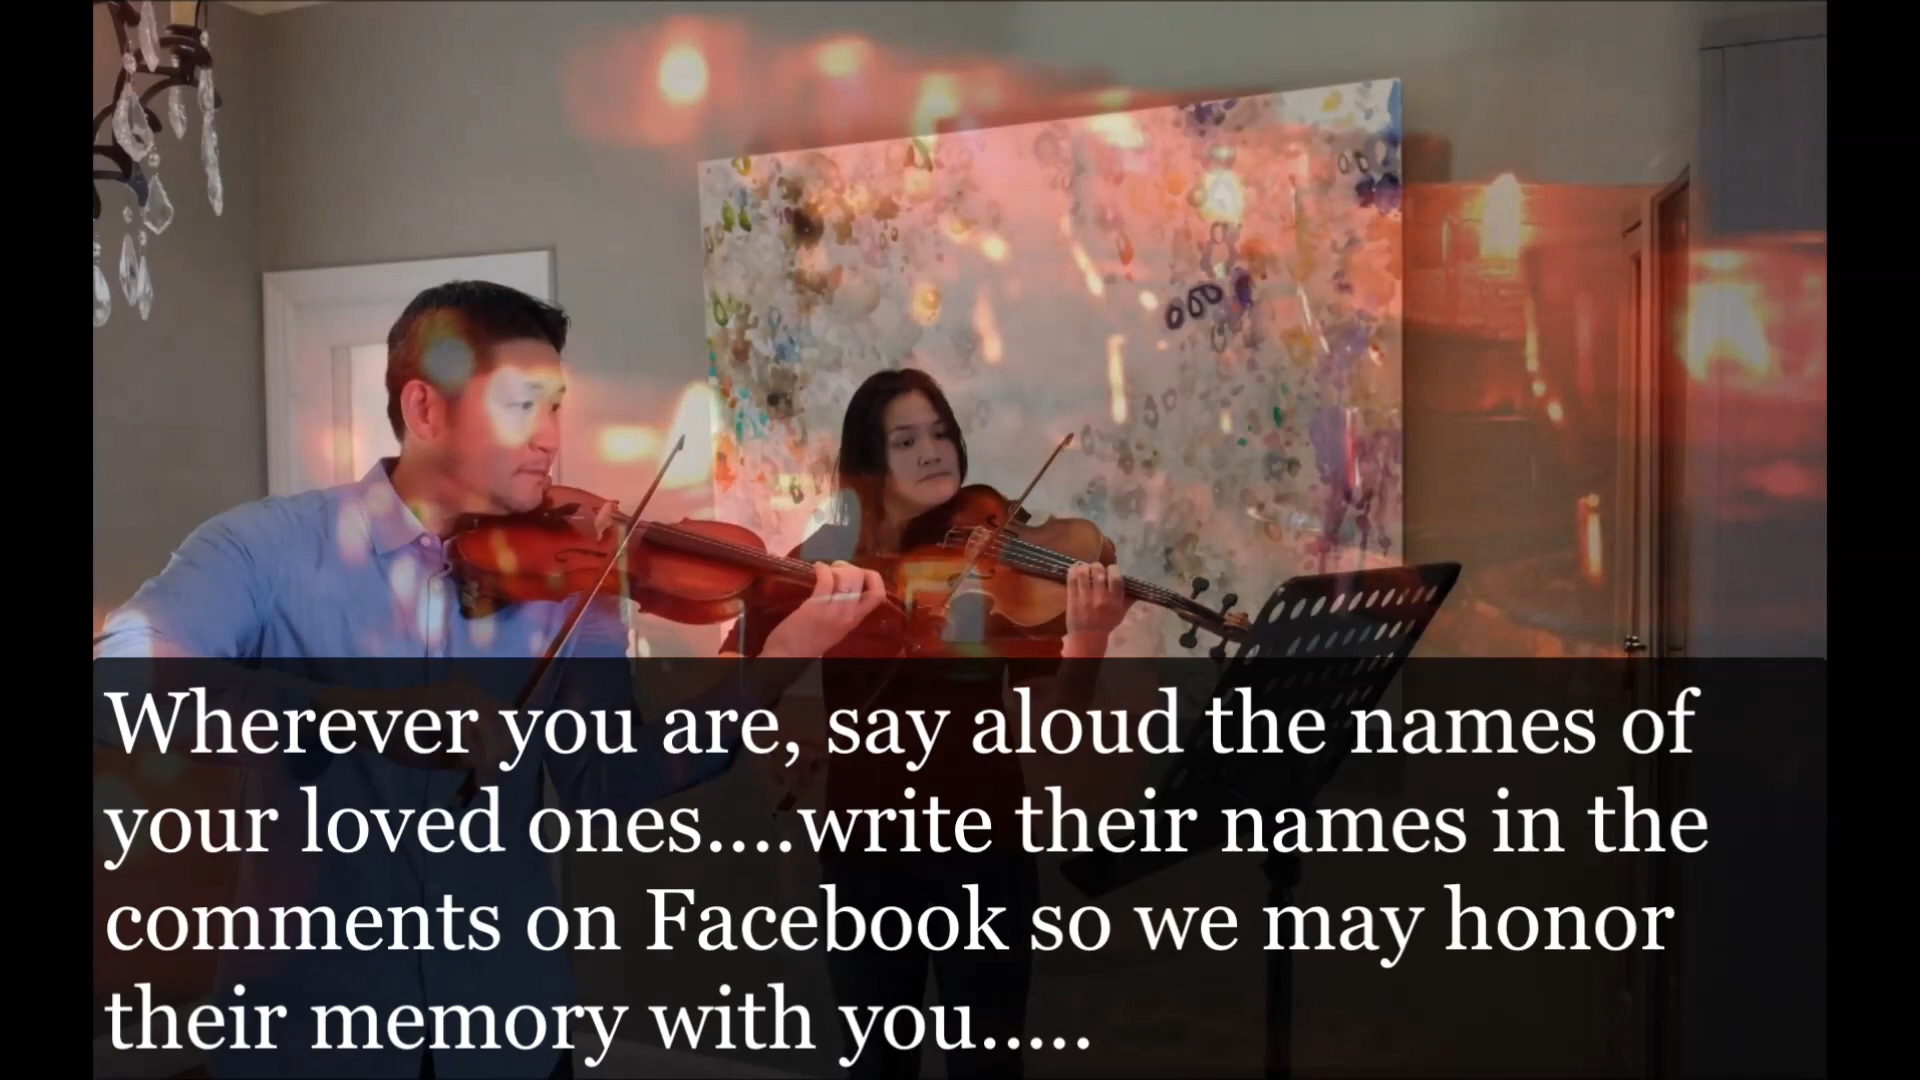 Wherever you are, say aloud the names of
your loved ones....write their names in the
comments on Facebook so we may honor
their memory with you.....